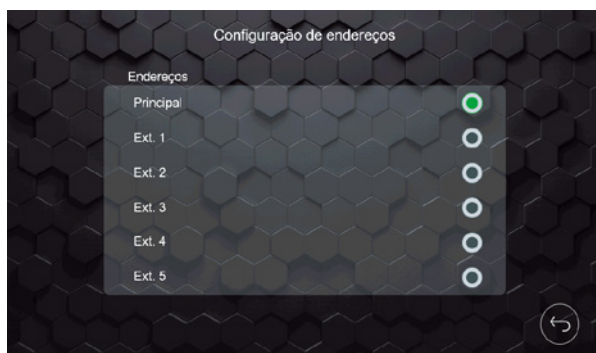 Configuração de endereços
Endereços
Principal
Ext. 1
Ext. 2
Ext. 3
Ext. 4
Ext. 5